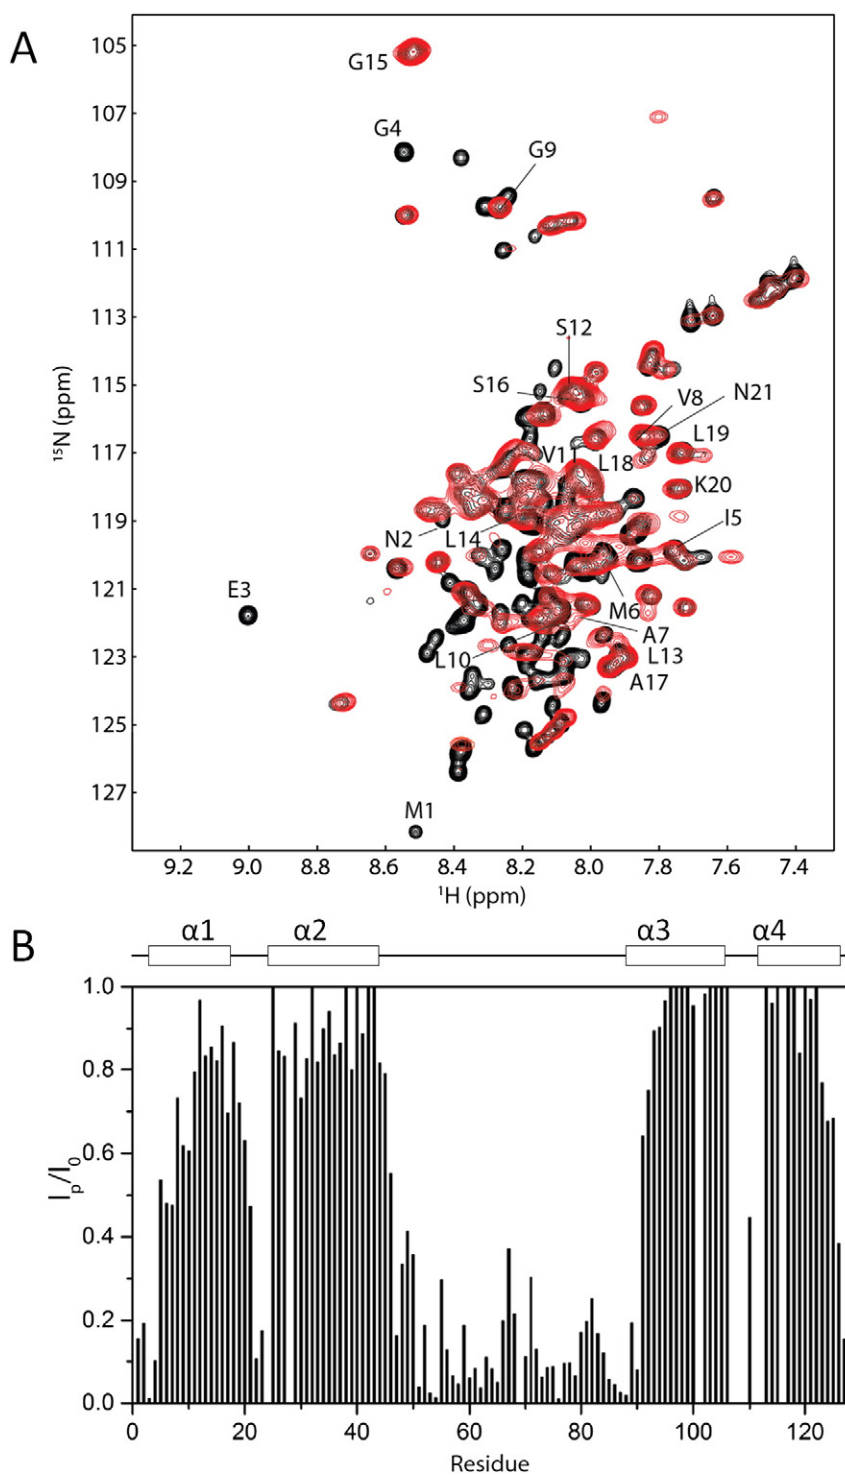 A
105
107
109
111
113
115
117
119
121
123
125
127
¹⁵N (ppm)
G15
G4
G9
S12
S16
V8
N21
V11
L18
L19
K20
N2
L14
I5
E3
M6
A7
L10
L13
A17
M1
9.2 9.0 8.8 8.6 8.4 8.2 8.0 7.8 7.6 7.4
¹H (ppm)
B
α1 α2 α3 α4
1.0
0.8
0.6
0.4
0.2
0.0
Iₚ/I₀
0 20 40 60 80 100 120
Residue